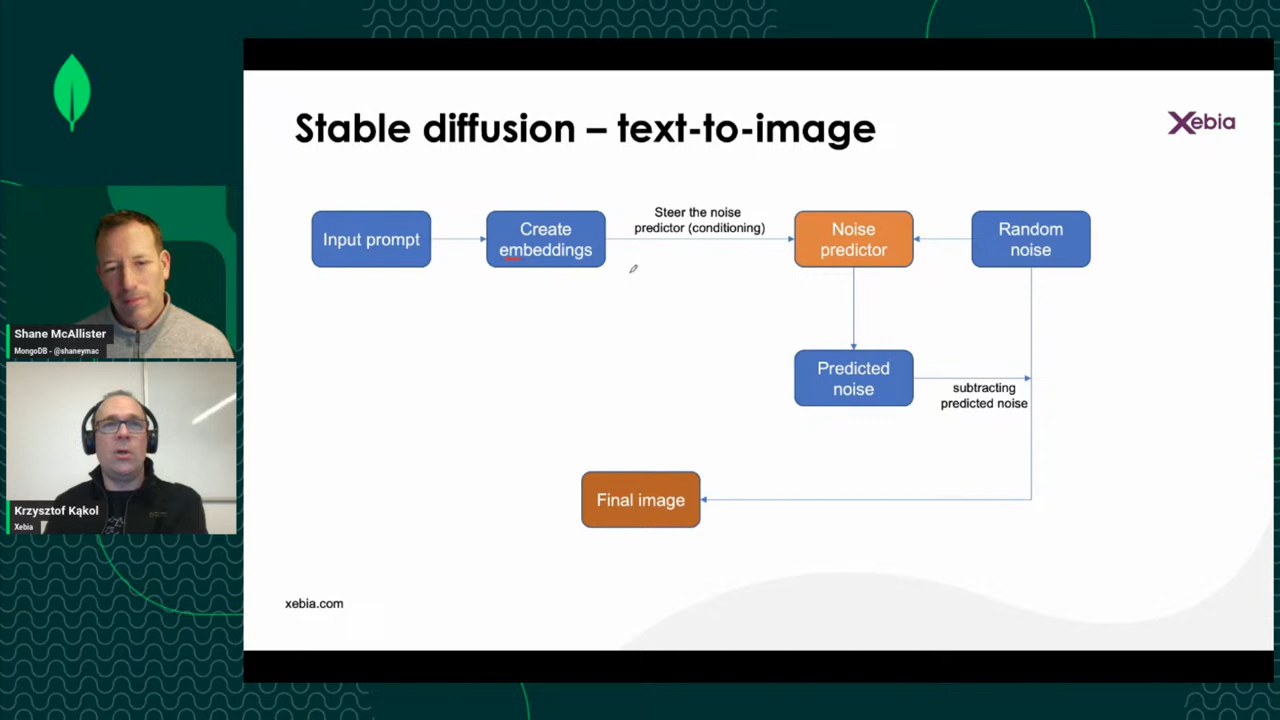 Stable diffusion – text-to-image
Xebia
Input prompt
Create
embeddings
Steer the noise
predictor (conditioning)
Noise
predictor
Random
noise
Predicted
noise
subtracting
predicted noise
Final image
xebia.com
Shane McAllister
MongoDB - @shaneymac
Krzysztof Kąkol
Xebia